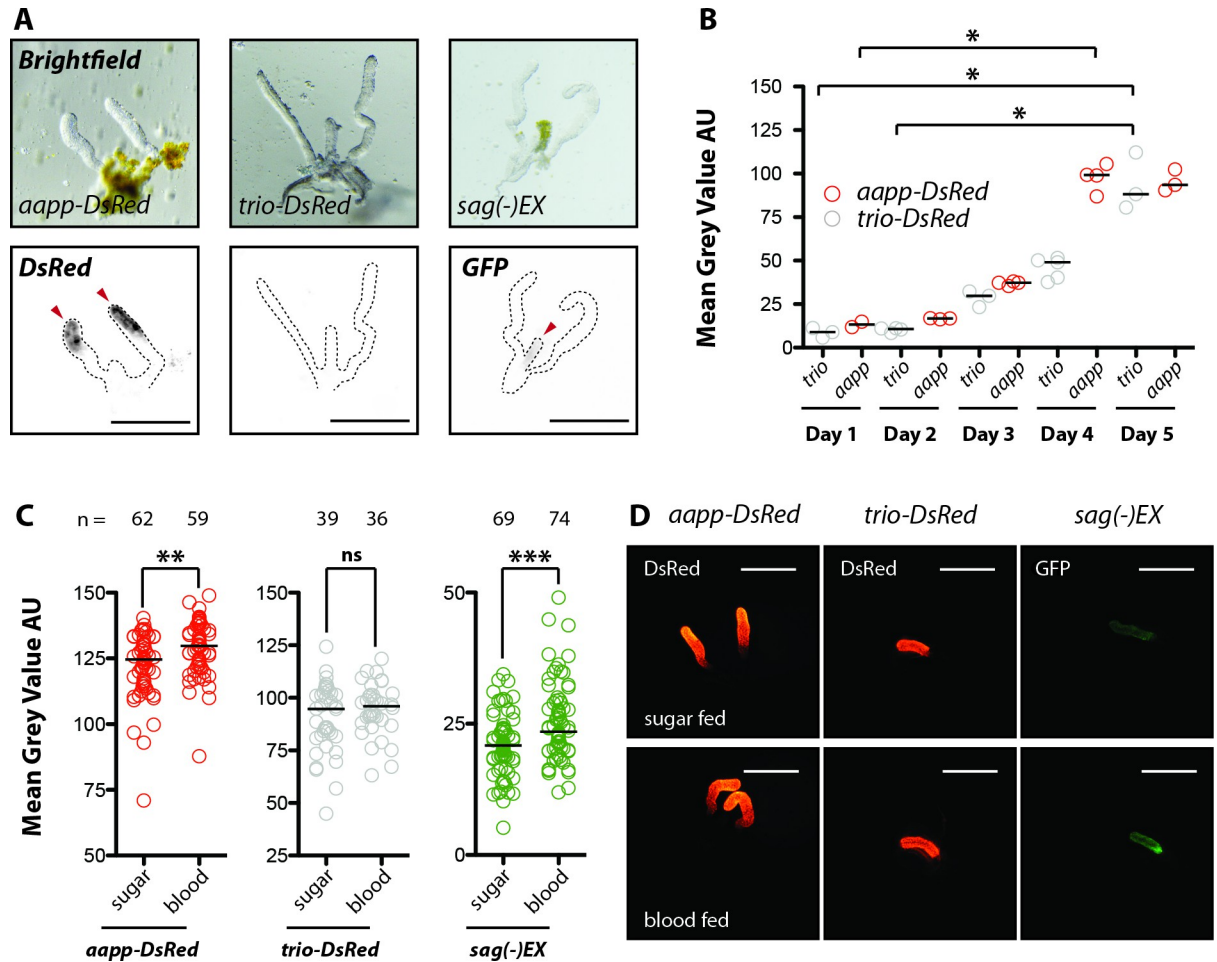 A
Brightfield
aapp-DsRed
trio-DsRed
sag(-)EX
DsRed
GFP
B
*
*
*
Mean Grey Value AU
150
125
100
75
50
25
0
aapp-DsRed
trio-DsRed
trio
aapp
trio
aapp
trio
aapp
trio
aapp
trio
aapp
Day 1
Day 2
Day 3
Day 4
Day 5
C
n = 62 59 39 36 69 74
** ns ***
Mean Grey Value AU
150
125
100
75
50
sugar
blood
aapp-DsRed
150
125
100
75
50
25
sugar
blood
trio-DsRed
50
25
0
sugar
blood
sag(-)EX
D
aapp-DsRed
trio-DsRed
sag(-)EX
DsRed
DsRed
GFP
sugar fed
blood fed